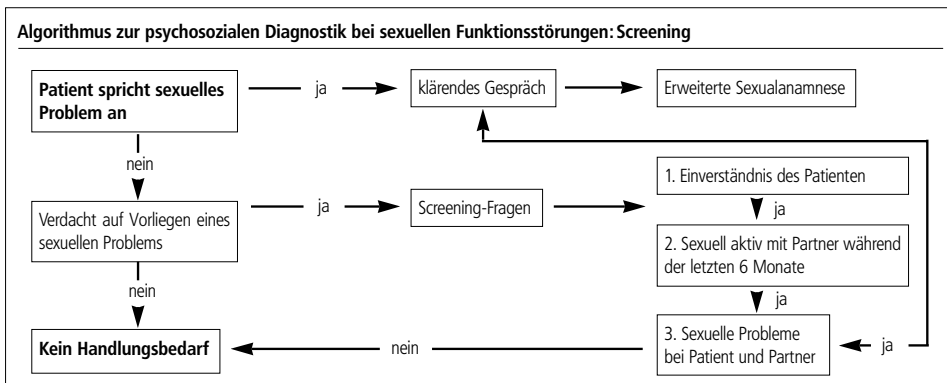 Algorithmus zur psychosozialen Diagnostik bei sexuellen Funktionsstörungen: Screening
Patient spricht sexuelles
Problem an
ja
klärendes Gespräch
Erweiterte Sexualanamnese
nein
1. Einverständnis des Patienten
Verdacht auf Vorliegen eines
sexuellen Problems
ja
Screening-Fragen
ja
2. Sexuell aktiv mit Partner während
der letzten 6 Monate
nein
ja
Kein Handlungsbedarf
nein
3. Sexuelle Probleme
bei Patient und Partner
ja